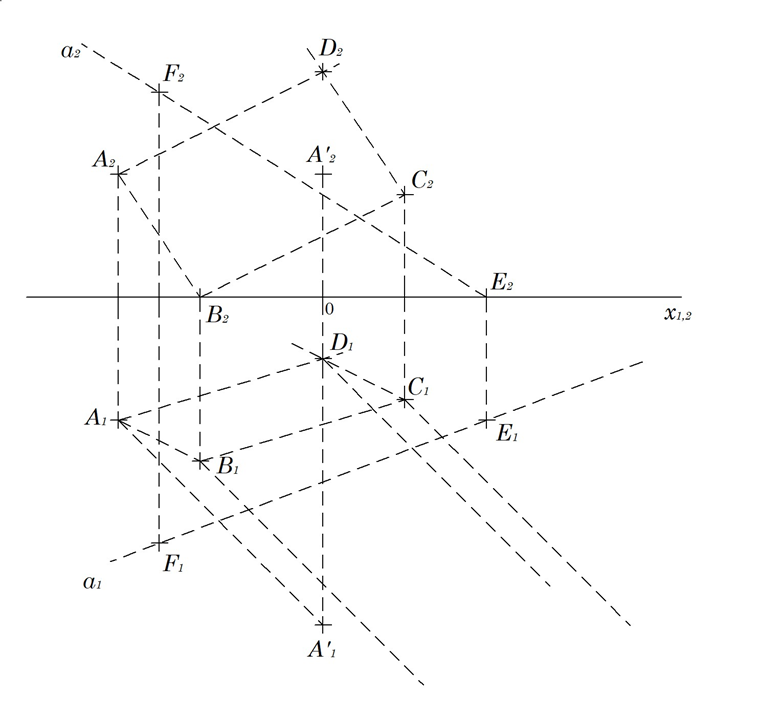 a₂
D₂
F₂
A₂
A'₂
C₂
E₂
B₂
0
x₁,₂
D₁
C₁
A₁
E₁
B₁
F₁
a₁
A'₁